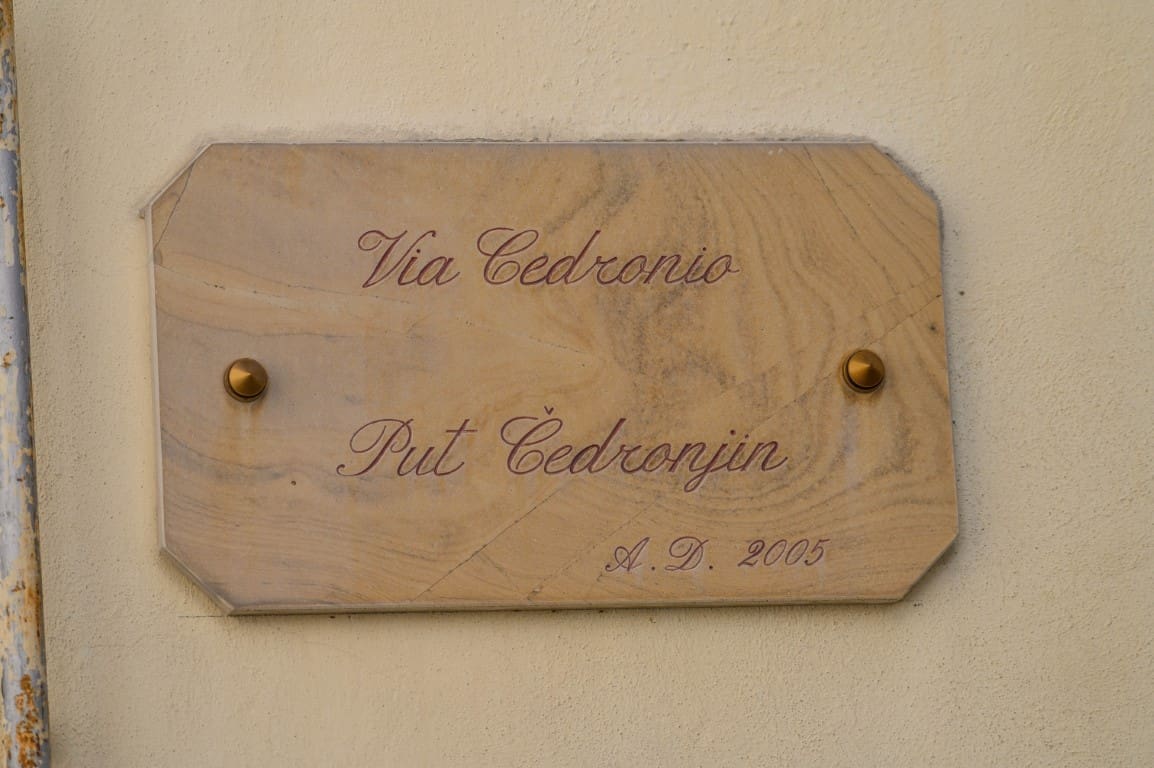 Via Cedronio
Put Čedronjin
A. D. 2005